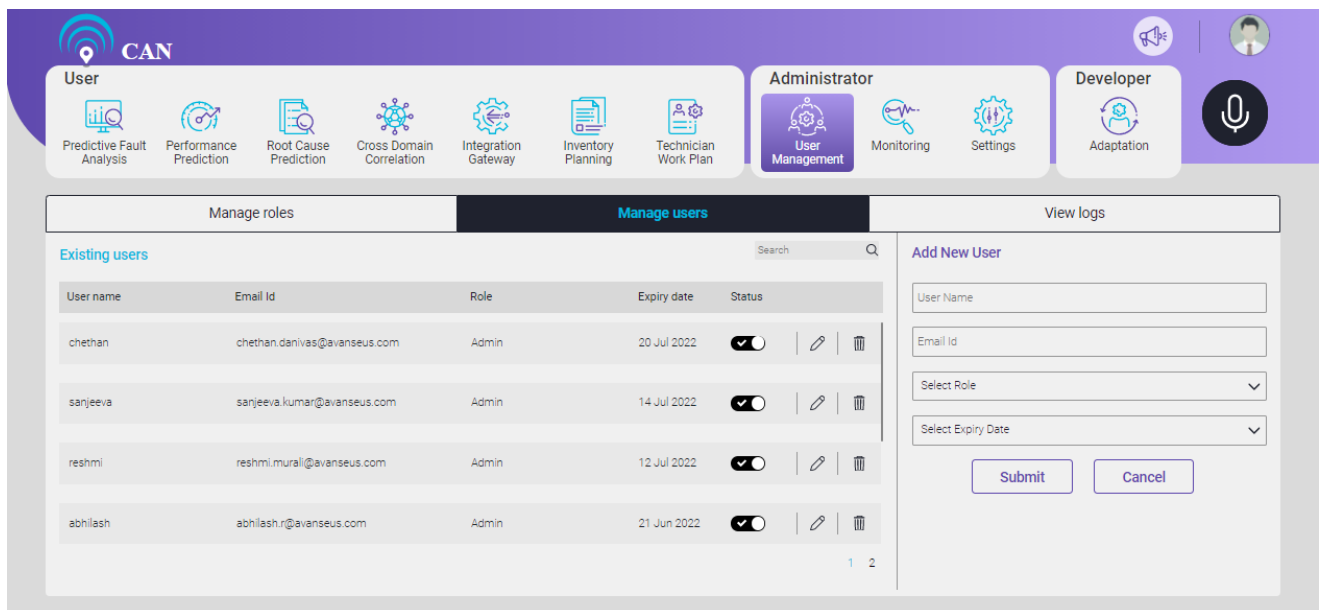 CAN
User
Administrator
Developer
Predictive Fault
Analysis
Performance
Prediction
Root Cause
Prediction
Cross Domain
Correlation
Integration
Gateway
Inventory
Planning
Technician
Work Plan
User
Management
Monitoring
Settings
Adaptation
Manage roles
Manage users
View logs
Existing users
Search
User name Email Id Role Expiry date Status
chethan chethan.danivas@avanseus.com Admin 20 Jul 2022
sanjeeva sanjeeva.kumar@avanseus.com Admin 14 Jul 2022
reshmi reshmi.murali@avanseus.com Admin 12 Jul 2022
abhilash abhilash.r@avanseus.com Admin 21 Jun 2022
1 2
Add New User
User Name
Email Id
Select Role
Select Expiry Date
Submit Cancel